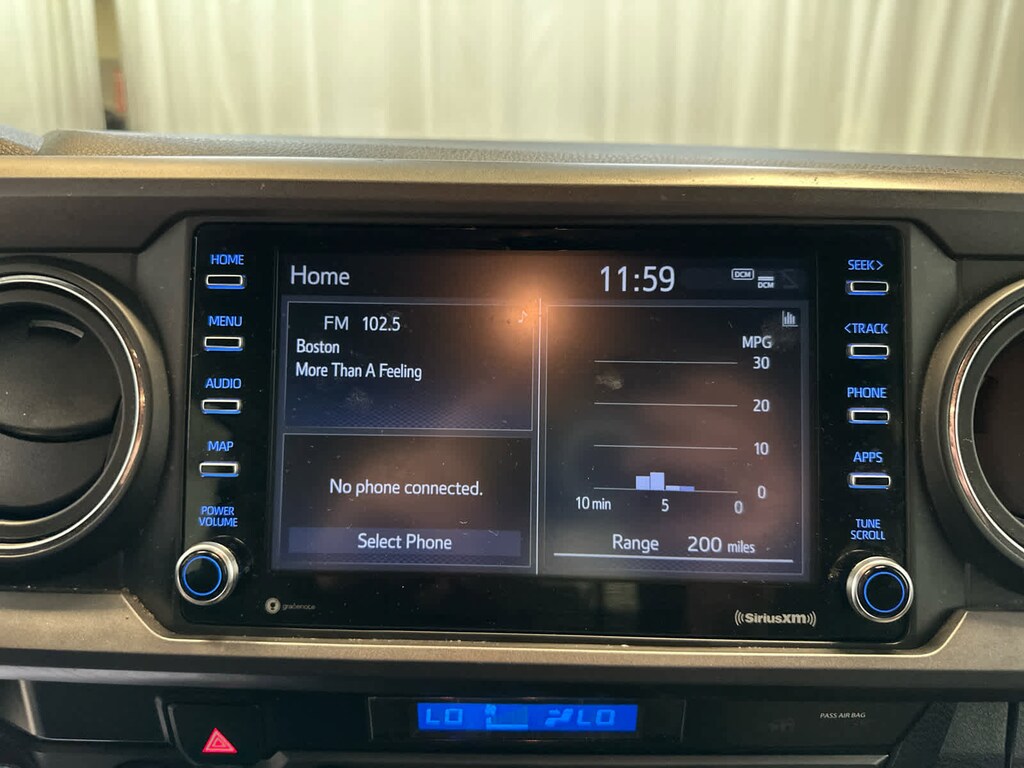 HOME
MENU
AUDIO
MAP
POWER
VOLUME
Home
11:59
DCM
DCM
FM 102.5
Boston
More Than A Feeling
No phone connected.
Select Phone
MPG
30
20
10
0
10 min 5 0
Range 200 miles
SEEK>
<TRACK
PHONE
APPS
TUNE
SCROLL
gracenote
SiriusXM
LO LO
PASS AIR BAG